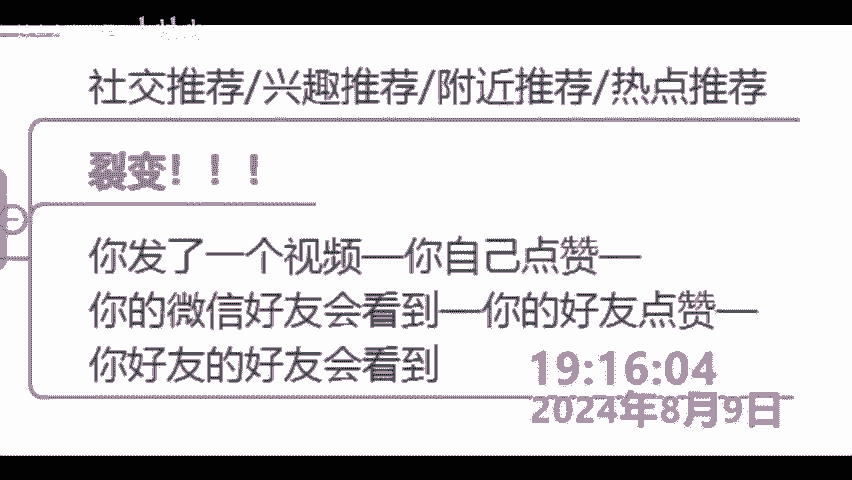 社交推荐/兴趣推荐/附近推荐/热点推荐
裂变！！！
你发了一个视频—你自己点赞—
你的微信好友会看到—你的好友点赞—
你好友的好友会看到
19:16:04
2024年8月9日